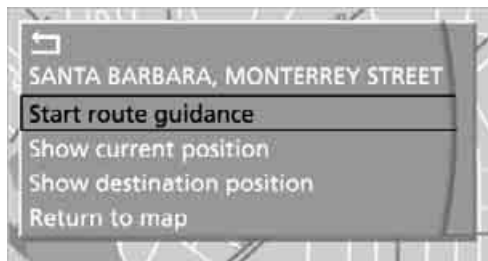 SANTA BARBARA, MONTERREY STREET
Start route guidance
Show current position
Show destination position
Return to map